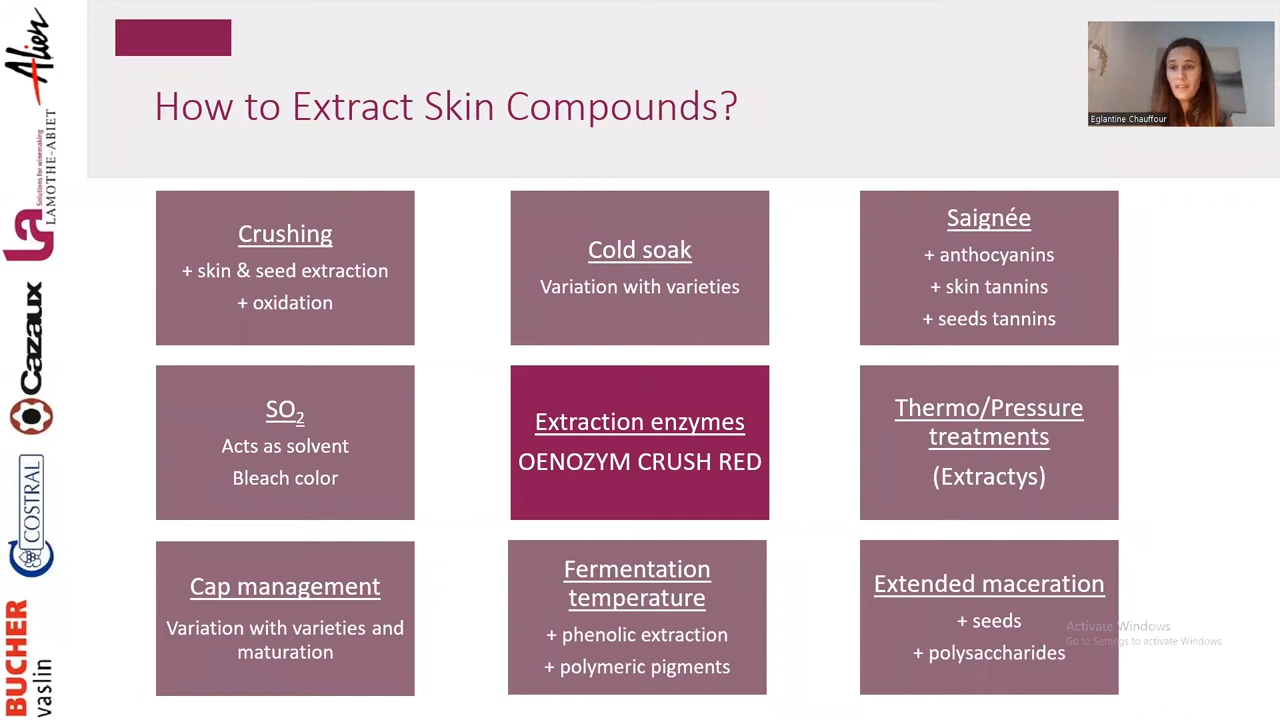 Alien
La
Solutions for winemaking
LAMOTHE-ABIET
Cazaux
COSTRAL
BUCHER
vaslin
How to Extract Skin Compounds?
Eglantine Chauffour
Crushing
+ skin & seed extraction
+ oxidation
Cold soak
Variation with varieties
Saignée
+ anthocyanins
+ skin tannins
+ seeds tannins
SO₂
Acts as solvent
Bleach color
Extraction enzymes
OENOZYM CRUSH RED
Thermo/Pressure
treatments
(Extractys)
Cap management
Variation with varieties and
maturation
Fermentation
temperature
+ phenolic extraction
+ polymeric pigments
Extended maceration
+ seeds
+ polysaccharides
Activate Windows
Go to Settings to activate Windows.